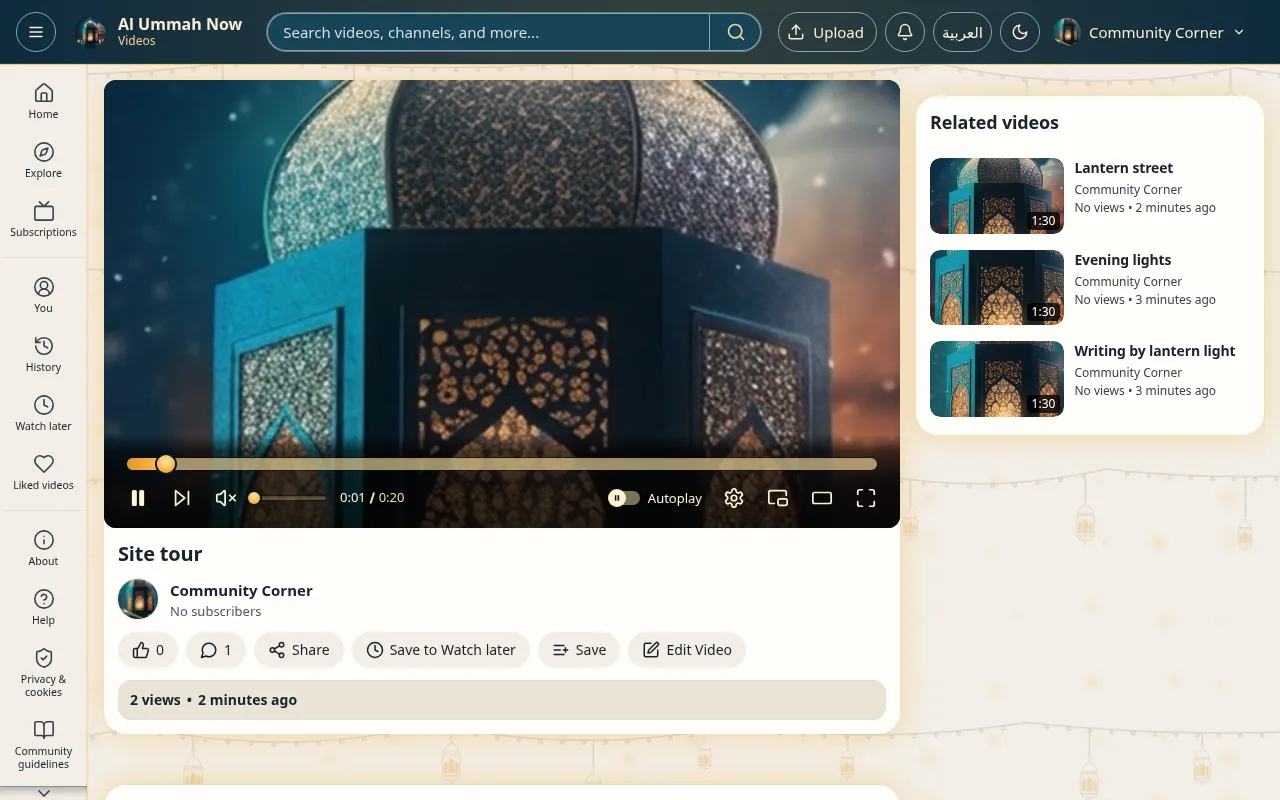 Al Ummah Now
Videos
Search videos, channels, and more...
Upload
العربية
Community Corner
Home
Explore
Subscriptions
You
History
Watch later
Liked videos
About
Help
Privacy &
cookies
Community
guidelines
0:01 / 0:20
Autoplay
Site tour
Community Corner
No subscribers
0
1
Share
Save to Watch later
Save
Edit Video
2 views • 2 minutes ago
Related videos
1:30
Lantern street
Community Corner
No views • 2 minutes ago
1:30
Evening lights
Community Corner
No views • 3 minutes ago
1:30
Writing by lantern light
Community Corner
No views • 3 minutes ago